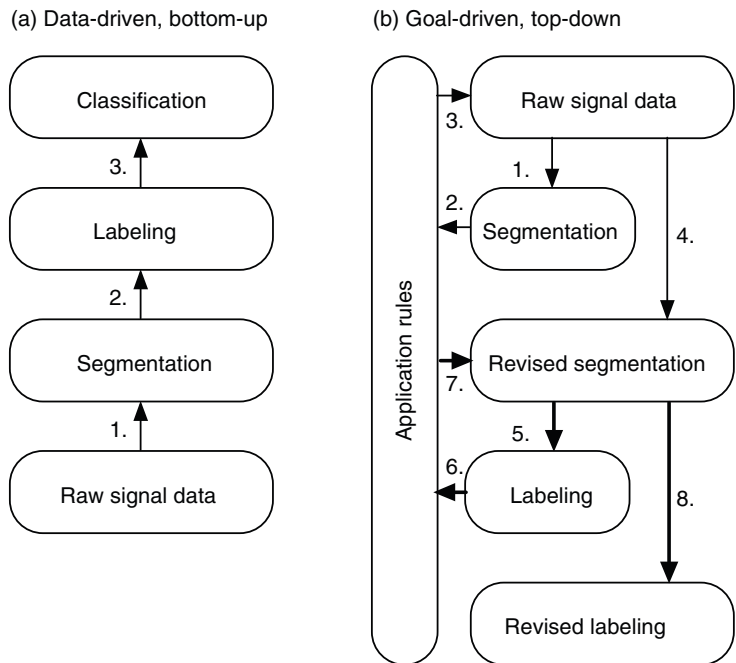 (a) Data-driven, bottom-up
Classification
3.
Labeling
2.
Segmentation
1.
Raw signal data
(b) Goal-driven, top-down
Application rules
Raw signal data
3.
1.
2.
Segmentation
4.
Revised segmentation
7.
5.
6.
Labeling
8.
Revised labeling